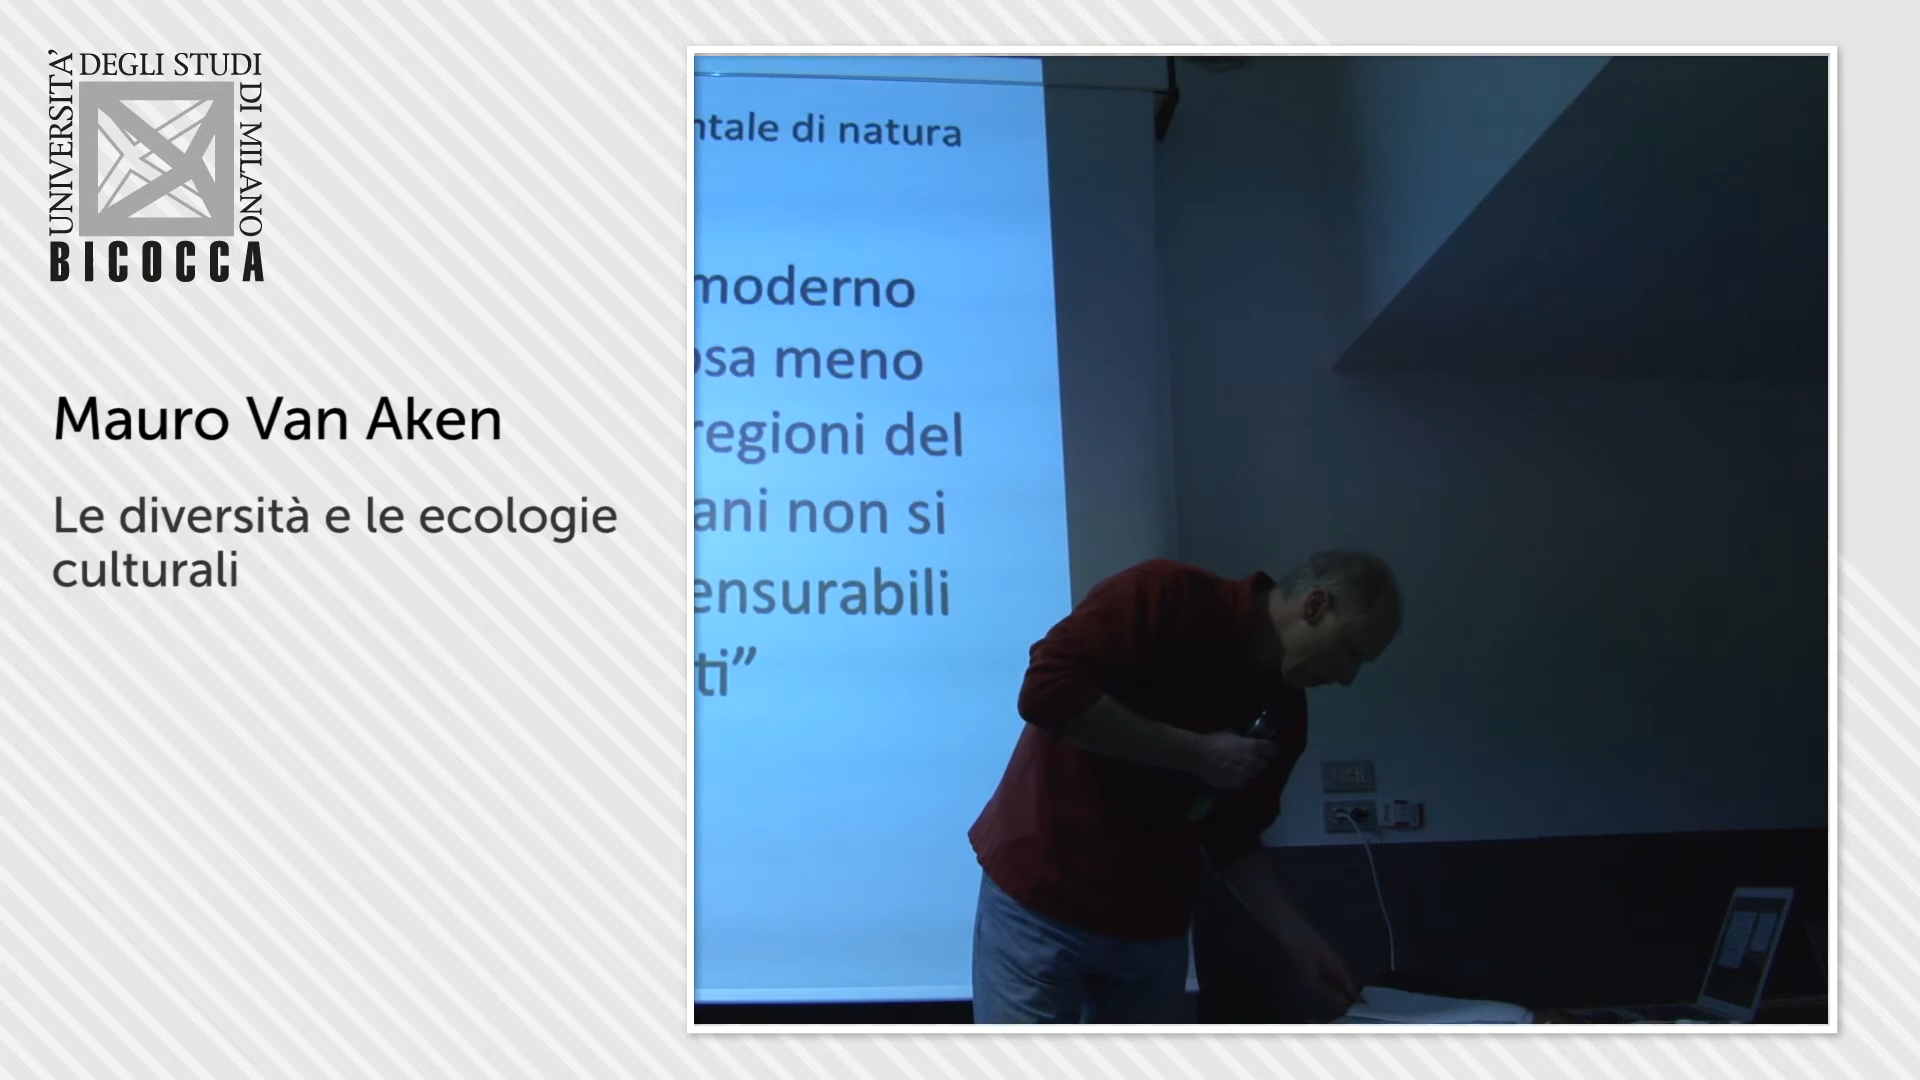 UNIVERSITA' DEGLI STUDI DI MILANO
BICOCCA
Mauro Van Aken
Le diversità e le ecologie
culturali
ntale di natura
moderno
osa meno
regioni del
ani non si
ensurabili
ti”